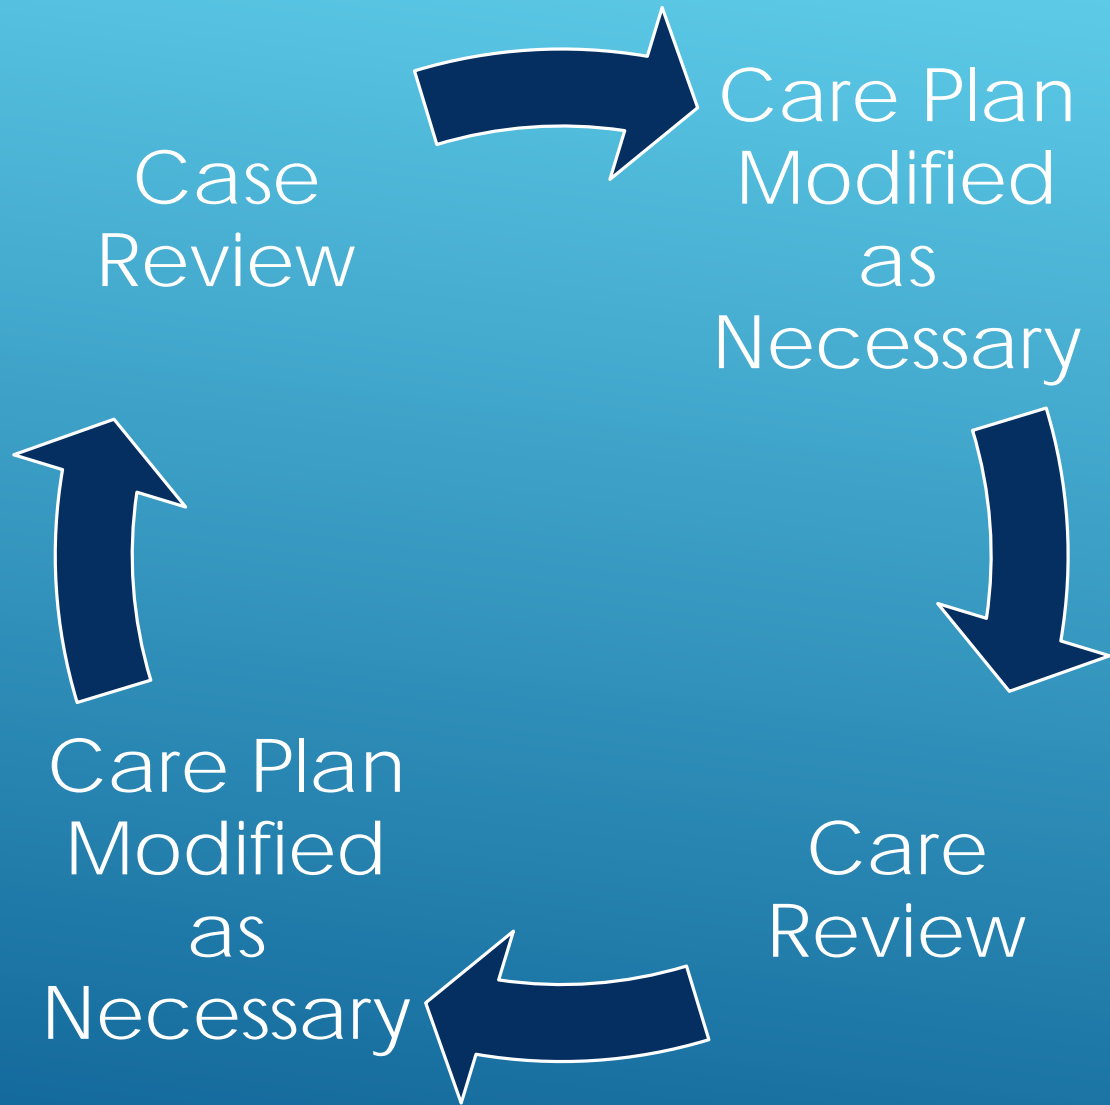 Case
Review
Care Plan
Modified
as
Necessary
Care
Review
Care Plan
Modified
as
Necessary